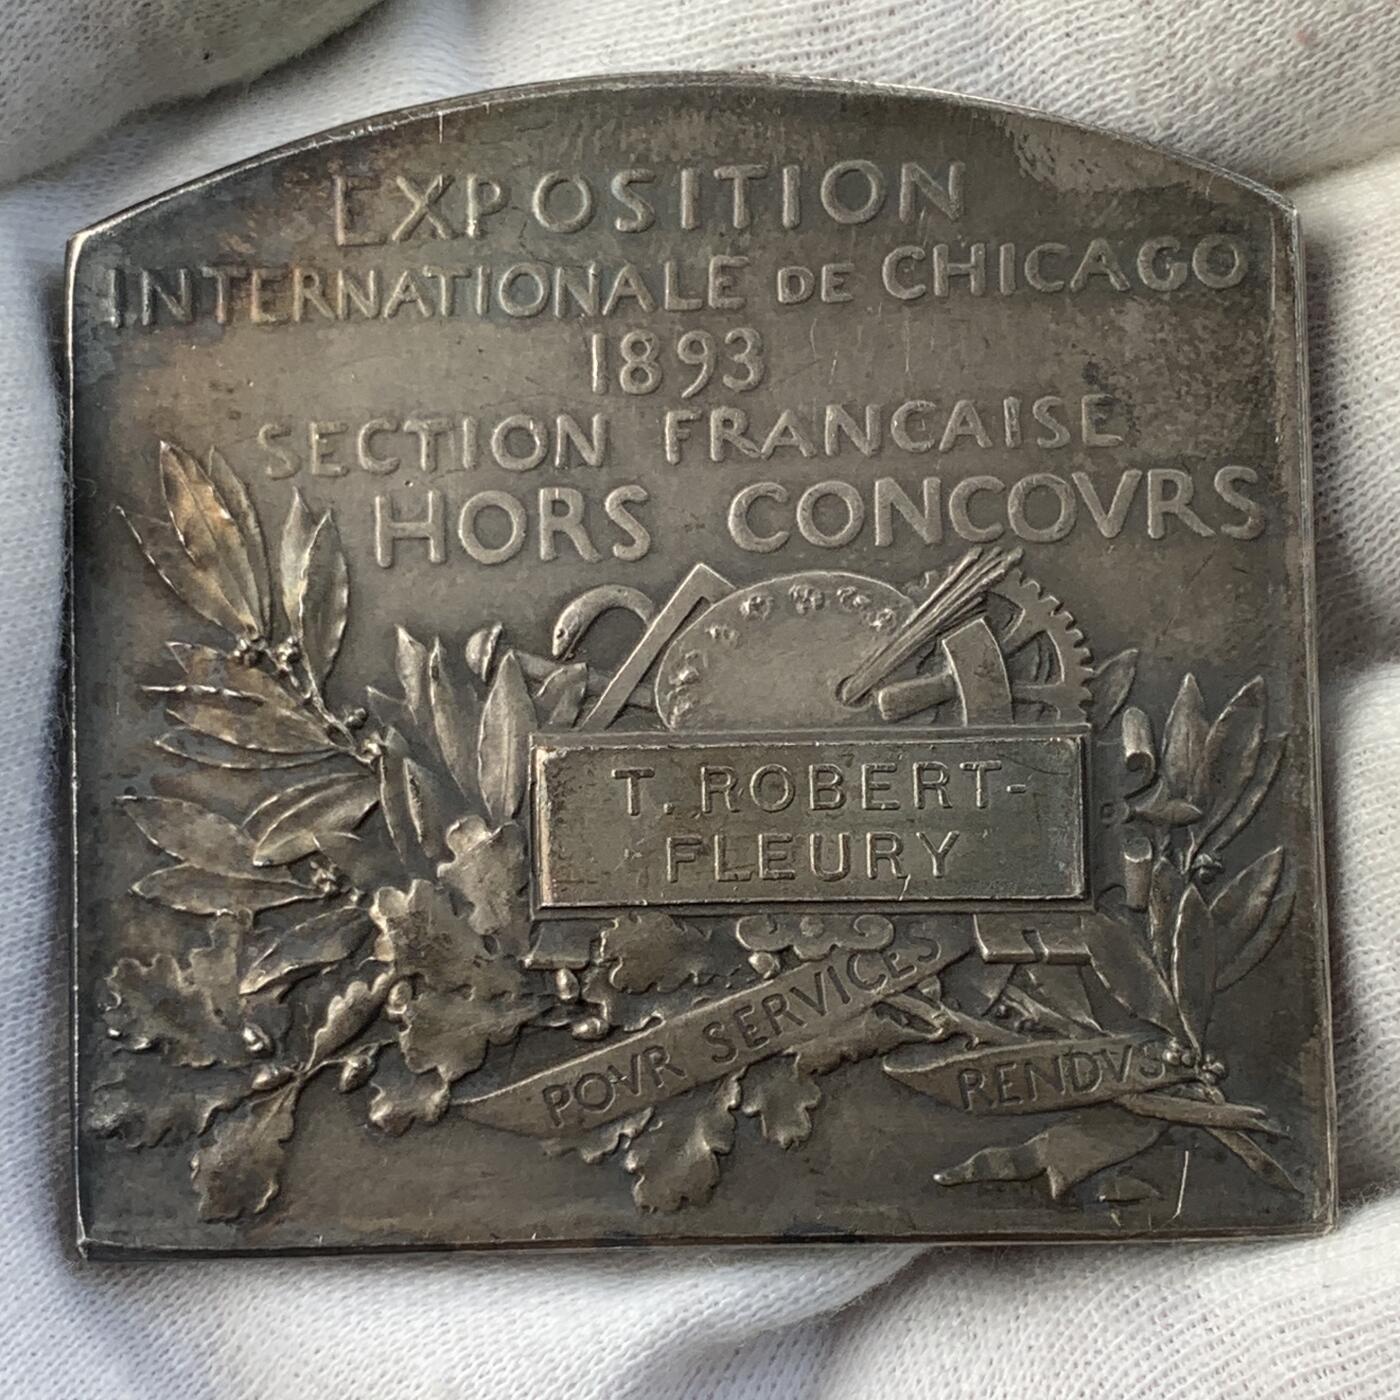 EXPOSITION
INTERNATIONALE DE CHICAGO
1893
SECTION FRANCAISE
HORS CONCOVRS
T. ROBERT-
FLEURY
POVR SERVICES
RENDVS